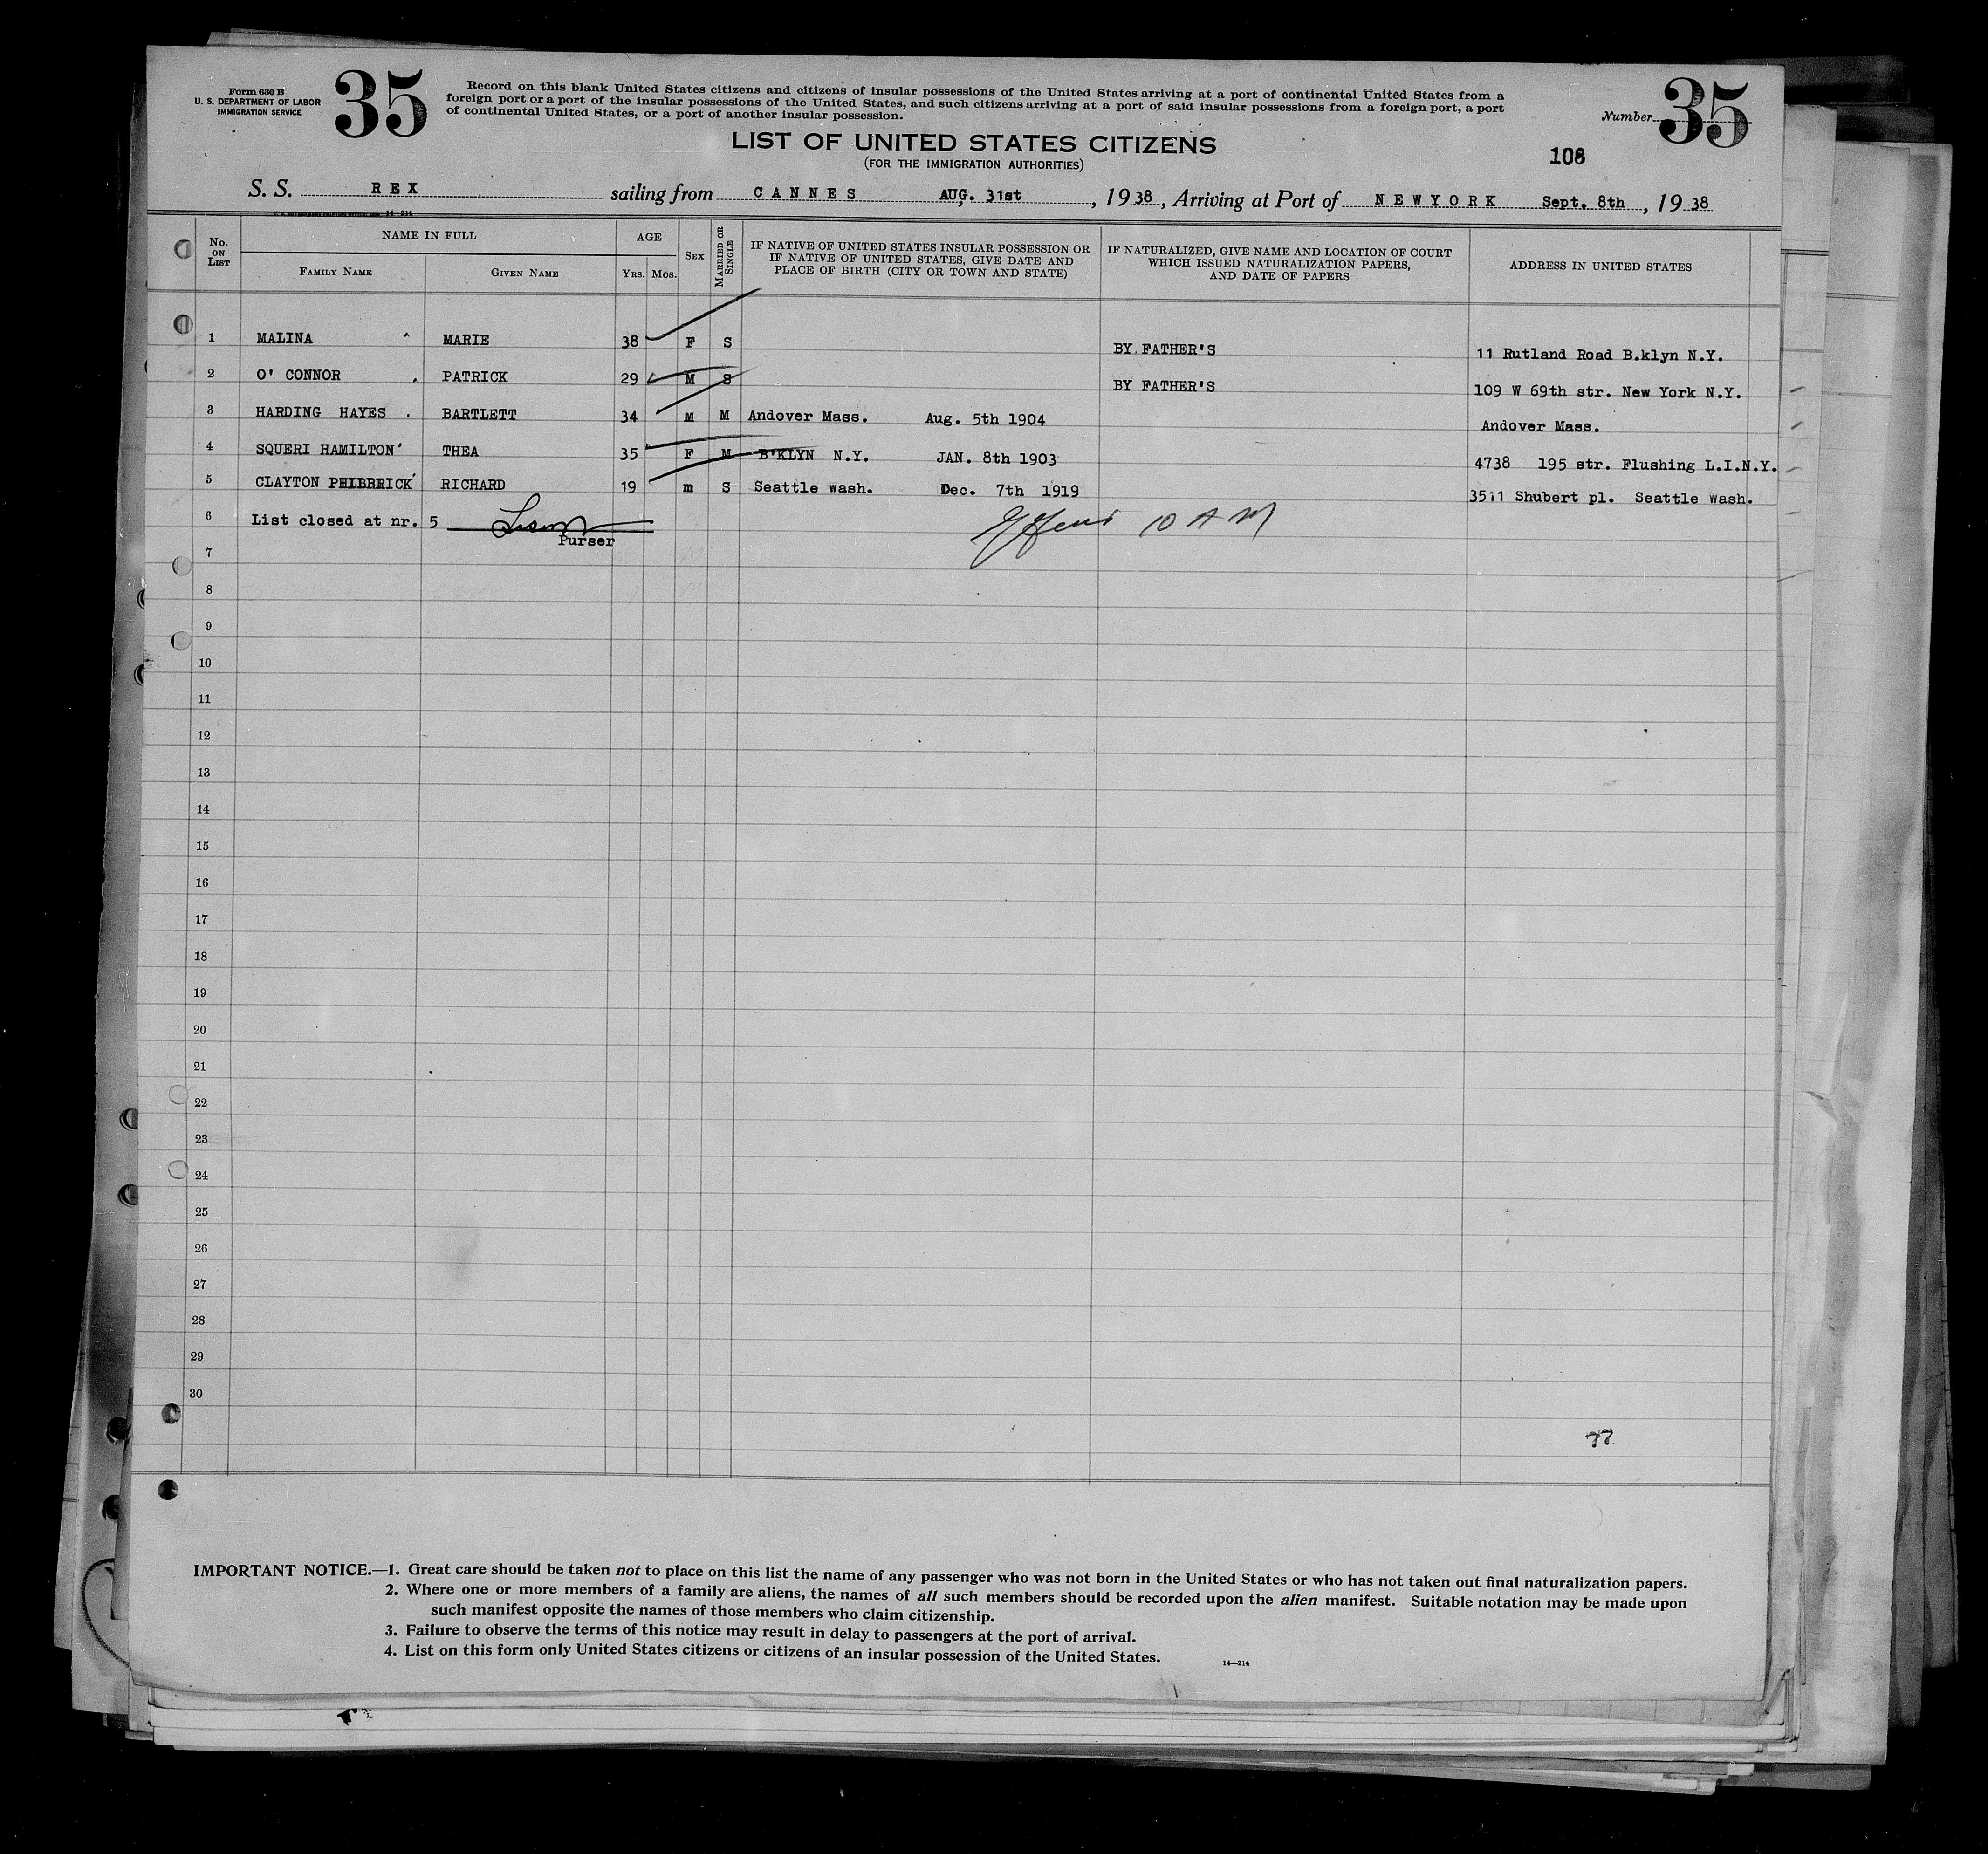 Form 630 B
U. S. DEPARTMENT OF LABOR
IMMIGRATION SERVICE
35
Record on this blank United States citizens and citizens of insular possessions of the United States arriving at a port of continental United States from a
foreign port or a port of the insular possessions of the United States, and such citizens arriving at a port of said insular possessions from a foreign port, a port
of continental United States, or a port of another insular possession.
Number 35
LIST OF UNITED STATES CITIZENS
(FOR THE IMMIGRATION AUTHORITIES)
108
S. S. REX sailing from CANNES AUG. 31st, 1938, Arriving at Port of NEWYORK Sept. 8th, 1938
No. ON LIST
NAME IN FULL
FAMILY NAME GIVEN NAME
AGE
YRS. MOS.
SEX
MARRIED OR SINGLE
IF NATIVE OF UNITED STATES INSULAR POSSESSION OR
IF NATIVE OF UNITED STATES, GIVE DATE AND
PLACE OF BIRTH (CITY OR TOWN AND STATE)
IF NATURALIZED, GIVE NAME AND LOCATION OF COURT
WHICH ISSUED NATURALIZATION PAPERS,
AND DATE OF PAPERS
ADDRESS IN UNITED STATES
1 MALINA MARIE 38 F S BY FATHER'S 11 Rutland Road B.klyn N.Y.
2 O' CONNOR PATRICK 29 M S BY FATHER'S 109 W 69th str. New York N.Y.
3 HARDING HAYES BARTLETT 34 M M Andover Mass. Aug. 5th 1904 Andover Mass.
4 SQUERI HAMILTON THEA 35 F M B'KLYN N.Y. JAN. 8th 1903 4738 195 str. Flushing L.I.N.Y.
5 CLAYTON PHILBRICK RICHARD 19 m S Seattle wash. Dec. 7th 1919 3511 Shubert pl. Seattle wash.
6 List closed at nr. 5 10 AM
Purser
7
8
9
10
11
12
13
14
15
16
17
18
19
20
21
22
23
24
25
26
27
28
29
30
77
IMPORTANT NOTICE.—1. Great care should be taken not to place on this list the name of any passenger who was not born in the United States or who has not taken out final naturalization papers.
2. Where one or more members of a family are aliens, the names of all such members should be recorded upon the alien manifest. Suitable notation may be made upon
such manifest opposite the names of those members who claim citizenship.
3. Failure to observe the terms of this notice may result in delay to passengers at the port of arrival.
4. List on this form only United States citizens or citizens of an insular possession of the United States.
14—214